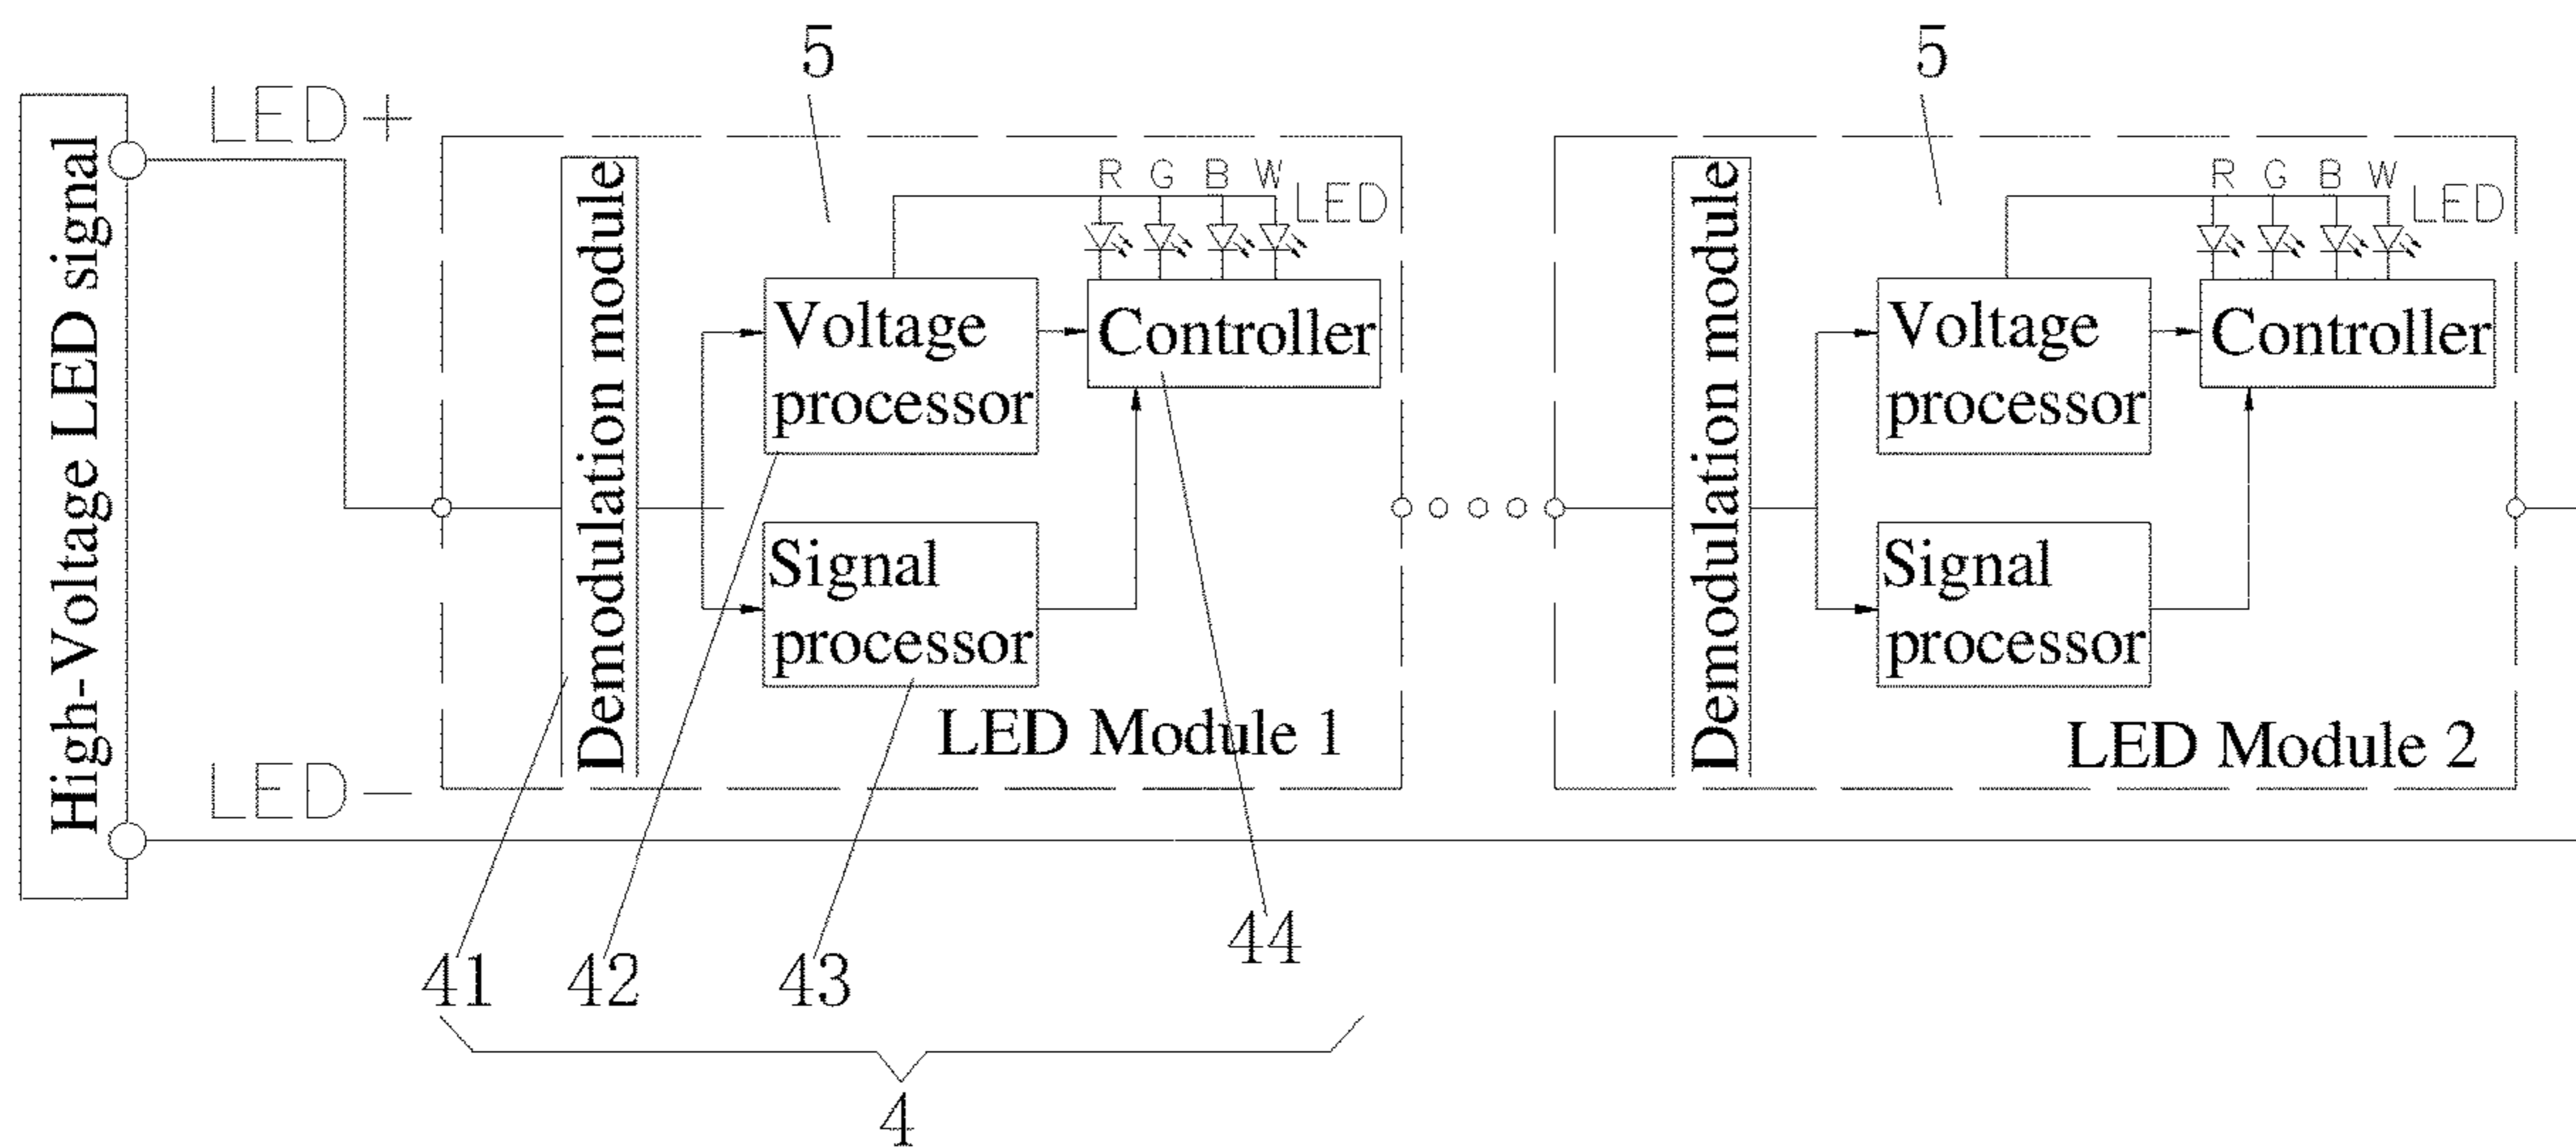 5
5
LED+
High-Voltage LED signal
Demodulation module
R G B W
LED
Voltage
processor
Controller
Signal
processor
LED Module 1
Demodulation module
R G B W
LED
Voltage
processor
Controller
Signal
processor
LED Module 2
LED−
41
42
43
44
4